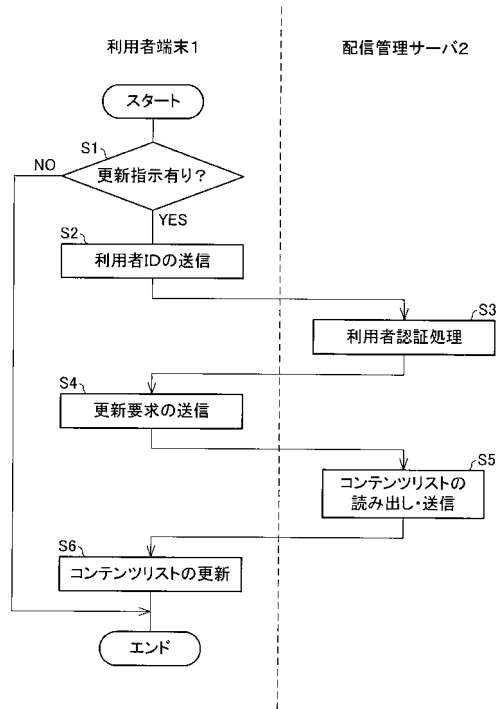 利用者端末1
配信管理サーバ2
スタート
S1
NO
更新指示有り?
YES
S2
利用者IDの送信
S3
利用者認証処理
S4
更新要求の送信
S5
コンテンツリストの
読み出し・送信
S6
コンテンツリストの更新
エンド